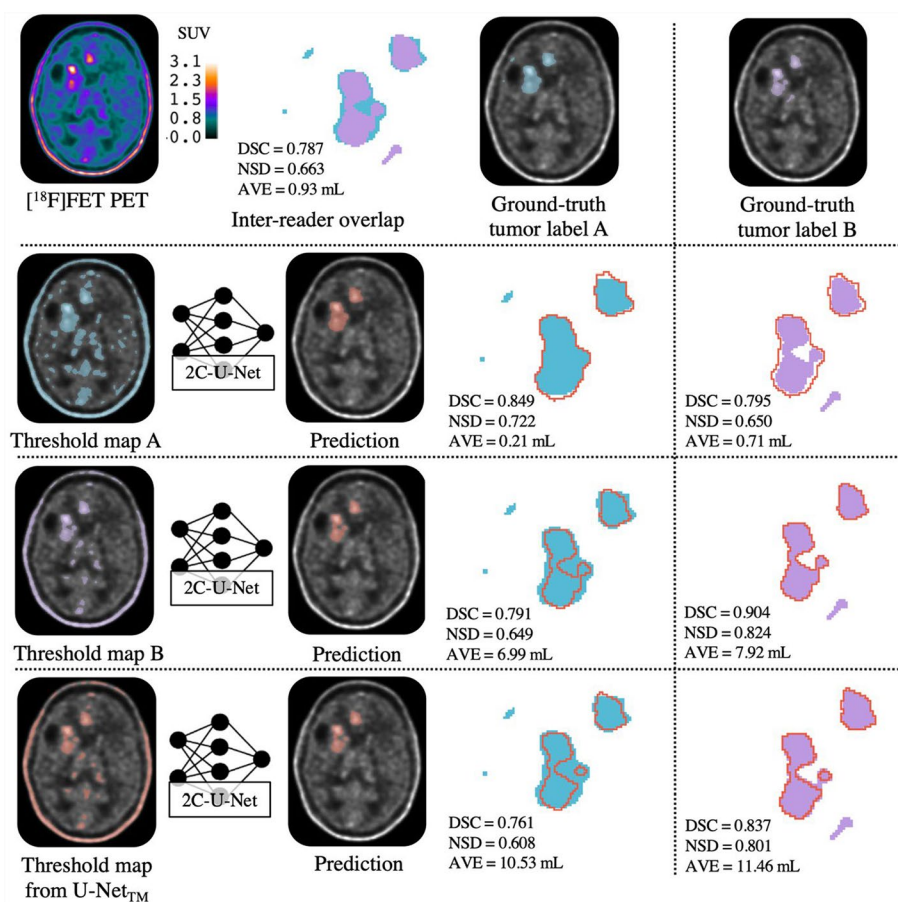 SUV
3.1
2.5
1.5
0.8
0.0
[¹⁸F]FET PET
DSC = 0.787
NSD = 0.663
AVE = 0.93 mL
Inter-reader overlap
Ground-truth
tumor label A
Ground-truth
tumor label B
2C-U-Net
Threshold map A
Prediction
DSC = 0.849
NSD = 0.722
AVE = 0.21 mL
DSC = 0.795
NSD = 0.650
AVE = 0.71 mL
2C-U-Net
Threshold map B
Prediction
DSC = 0.791
NSD = 0.649
AVE = 6.99 mL
DSC = 0.904
NSD = 0.824
AVE = 7.92 mL
2C-U-Net
Threshold map
from U-Net_TM
Prediction
DSC = 0.761
NSD = 0.608
AVE = 10.53 mL
DSC = 0.837
NSD = 0.801
AVE = 11.46 mL